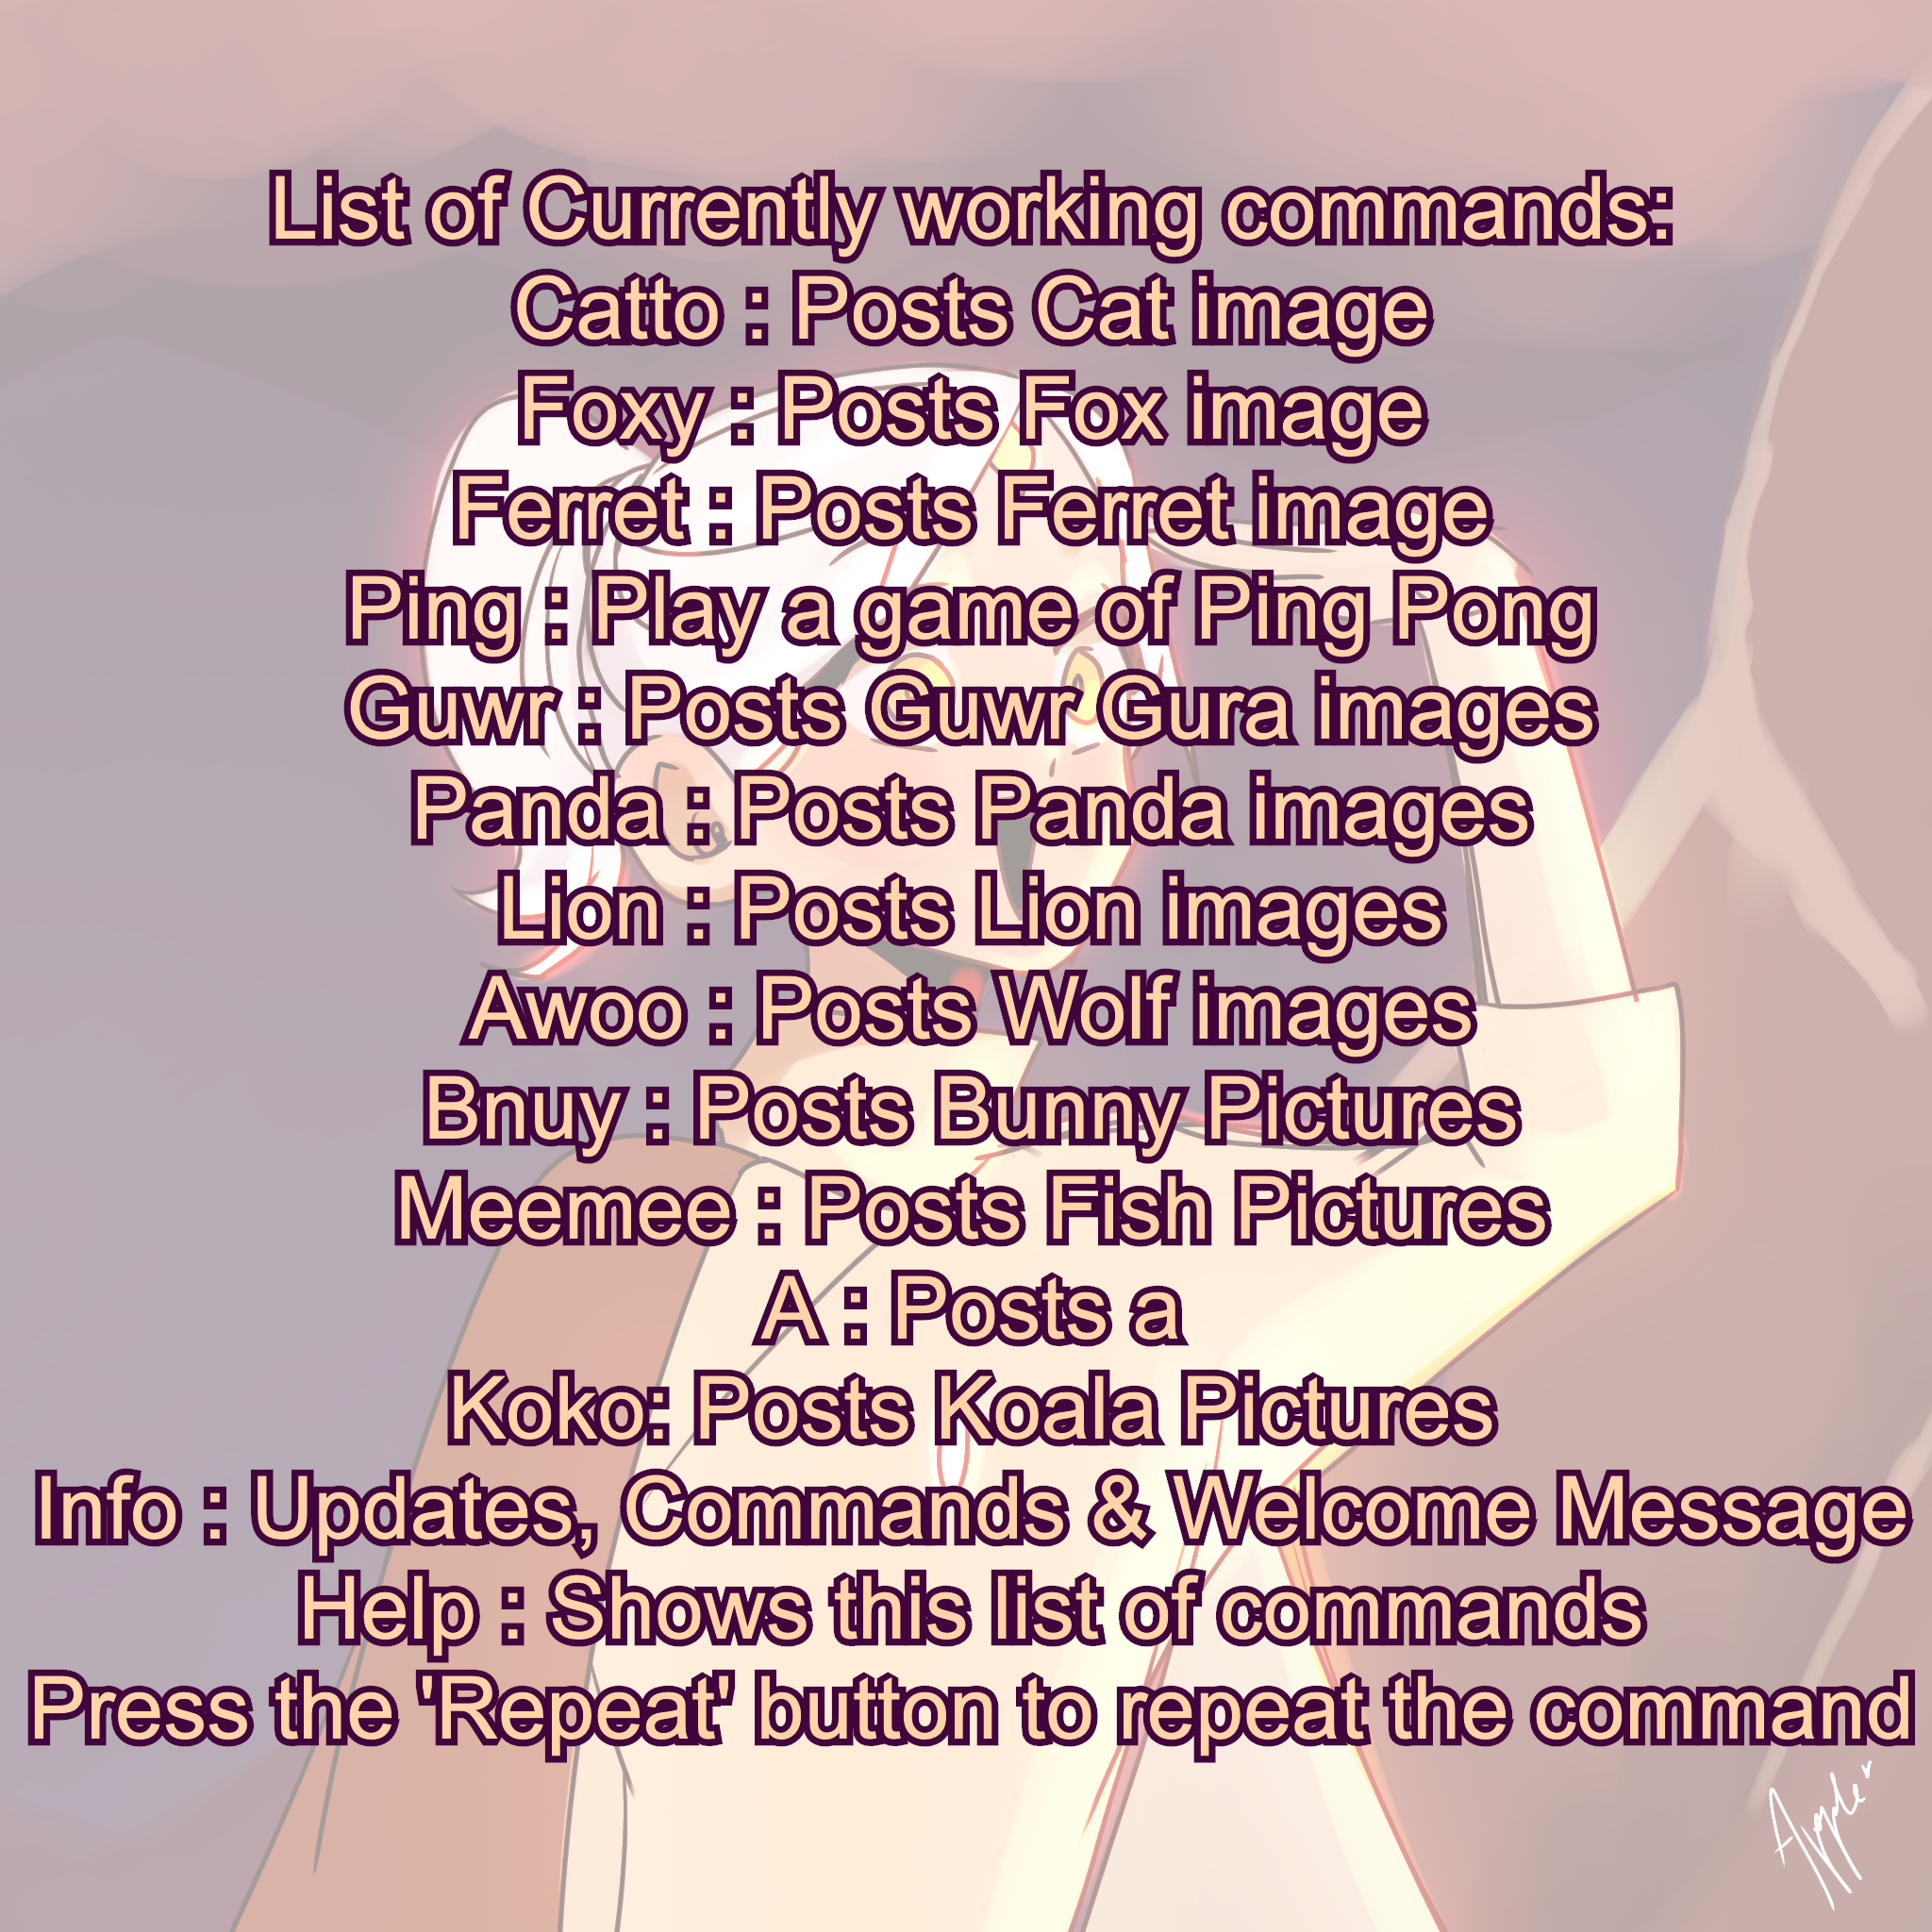 List of Currently working commands:
Catto : Posts Cat image
Foxy : Posts Fox image
Ferret : Posts Ferret image
Ping : Play a game of Ping Pong
Guwr : Posts Guwr Gura images
Panda : Posts Panda images
Lion : Posts Lion images
Awoo : Posts Wolf images
Bnuy : Posts Bunny Pictures
Meemee : Posts Fish Pictures
A : Posts a
Koko: Posts Koala Pictures
Info : Updates, Commands & Welcome Message
Help : Shows this list of commands
Press the 'Repeat' button to repeat the command
Apple